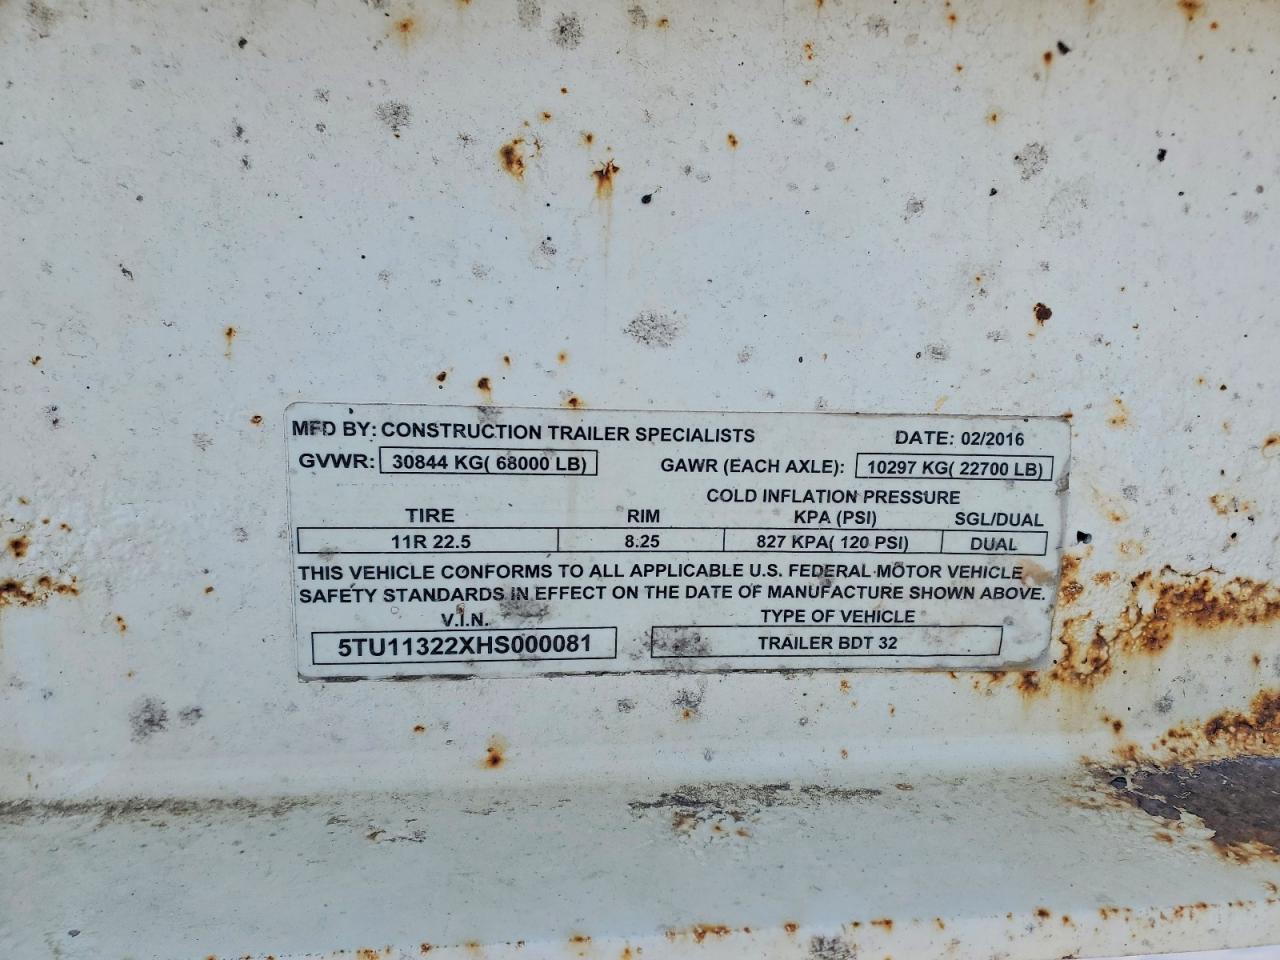 MFD BY: CONSTRUCTION TRAILER SPECIALISTS DATE: 02/2016
GVWR: 30844 KG( 68000 LB) GAWR (EACH AXLE): 10297 KG( 22700 LB)
COLD INFLATION PRESSURE
TIRE RIM KPA (PSI) SGL/DUAL
11R 22.5 8.25 827 KPA( 120 PSI) DUAL
THIS VEHICLE CONFORMS TO ALL APPLICABLE U.S. FEDERAL MOTOR VEHICLE
SAFETY STANDARDS IN EFFECT ON THE DATE OF MANUFACTURE SHOWN ABOVE.
V.I.N. TYPE OF VEHICLE
5TU11322XHS000081 TRAILER BDT 32